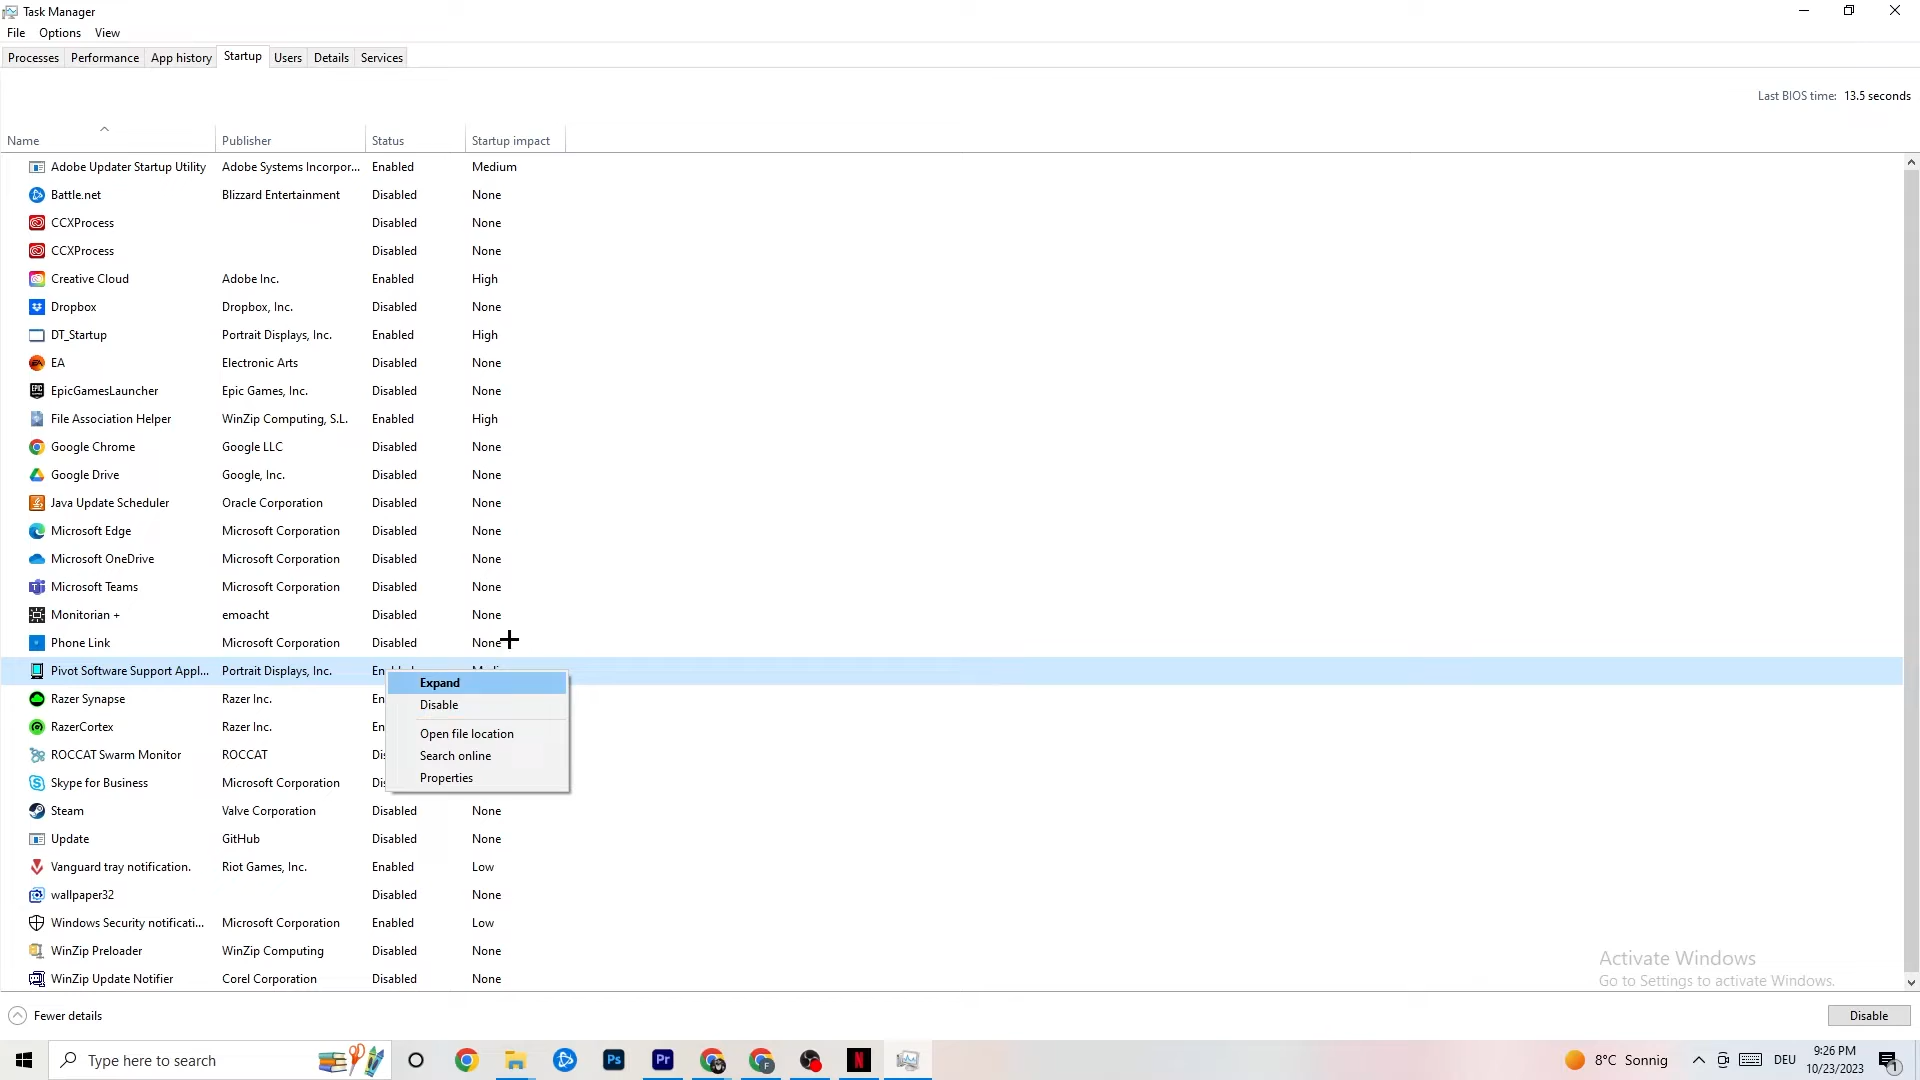 Task Manager
File Options View
Processes Performance App history Startup Users Details Services
Last BIOS time: 13.5 seconds
Name Publisher Status Startup impact
Adobe Updater Startup Utility Adobe Systems Incorpor... Enabled Medium
Battle.net Blizzard Entertainment Disabled None
CCXProcess Disabled None
CCXProcess Disabled None
Creative Cloud Adobe Inc. Enabled High
Dropbox Dropbox, Inc. Disabled None
DT_Startup Portrait Displays, Inc. Enabled High
EA Electronic Arts Disabled None
EpicGamesLauncher Epic Games, Inc. Disabled None
File Association Helper WinZip Computing, S.L. Enabled High
Google Chrome Google LLC Disabled None
Google Drive Google, Inc. Disabled None
Java Update Scheduler Oracle Corporation Disabled None
Microsoft Edge Microsoft Corporation Disabled None
Microsoft OneDrive Microsoft Corporation Disabled None
Microsoft Teams Microsoft Corporation Disabled None
Monitorian + emoacht Disabled None
Phone Link Microsoft Corporation Disabled None
Pivot Software Support Appl... Portrait Displays, Inc.
Expand
Disable
Open file location
Search online
Properties
Razer Synapse Razer Inc. En
RazerCortex Razer Inc. En
ROCCAT Swarm Monitor ROCCAT Dis
Skype for Business Microsoft Corporation Dis
Steam Valve Corporation Disabled None
Update GitHub Disabled None
Vanguard tray notification. Riot Games, Inc. Enabled Low
wallpaper32 Disabled None
Windows Security notificati... Microsoft Corporation Enabled Low
WinZip Preloader WinZip Computing Disabled None
WinZip Update Notifier Corel Corporation Disabled None
Activate Windows
Go to Settings to activate Windows.
Fewer details Disable
Type here to search Ps Pr F N 8°C Sonnig DEU 9:26 PM
10/23/2023 1